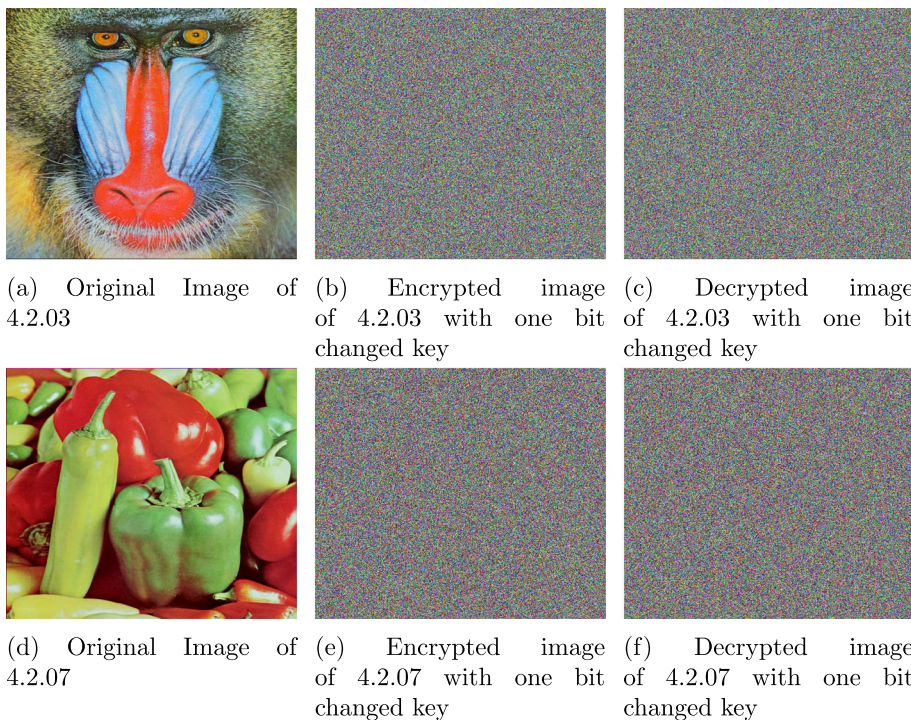 (a) Original Image of
4.2.03
(b) Encrypted image
of 4.2.03 with one bit
changed key
(c) Decrypted image
of 4.2.03 with one bit
changed key
(d) Original Image of
4.2.07
(e) Encrypted image
of 4.2.07 with one bit
changed key
(f) Decrypted image
of 4.2.07 with one bit
changed key